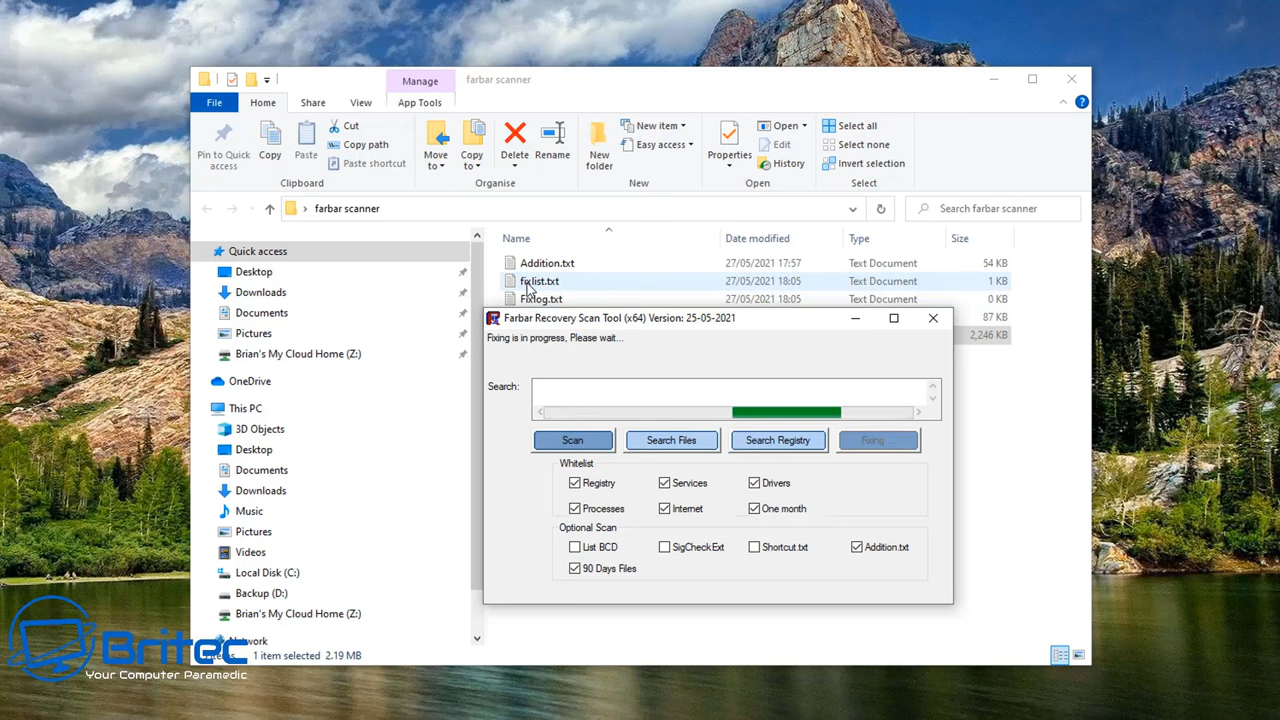 Manage
farbar scanner
File
Home
Share
View
App Tools
Pin to Quick
access
Copy
Paste
Cut
Copy path
Paste shortcut
Clipboard
Move
to
Copy
to
Delete
Rename
Organise
New
folder
New item
Easy access
New
Properties
Open
Edit
History
Open
Select all
Select none
Invert selection
Select
farbar scanner
Search farbar scanner
Name
Date modified
Type
Size
Quick access
Desktop
Downloads
Documents
Pictures
Brian's My Cloud Home (Z:)
OneDrive
This PC
3D Objects
Desktop
Documents
Downloads
Music
Pictures
Videos
Local Disk (C:)
Backup (D:)
Brian's My Cloud Home (Z:)
Network
Addition.txt 27/05/2021 17:57 Text Document 54 KB
fixlist.txt 27/05/2021 18:05 Text Document 1 KB
Fixlog.txt 27/05/2021 18:05 Text Document 0 KB
87 KB
2,246 KB
Farbar Recovery Scan Tool (x64) Version: 25-05-2021
Fixing is in progress, Please wait...
Search:
Scan
Search Files
Search Registry
Fixing ...
Whitelist
Registry
Services
Drivers
Processes
Internet
One month
Optional Scan
List BCD
SigCheckExt
Shortcut.txt
Addition.txt
90 Days Files
1 item selected 2.19 MB
Britec
Your Computer Paramedic